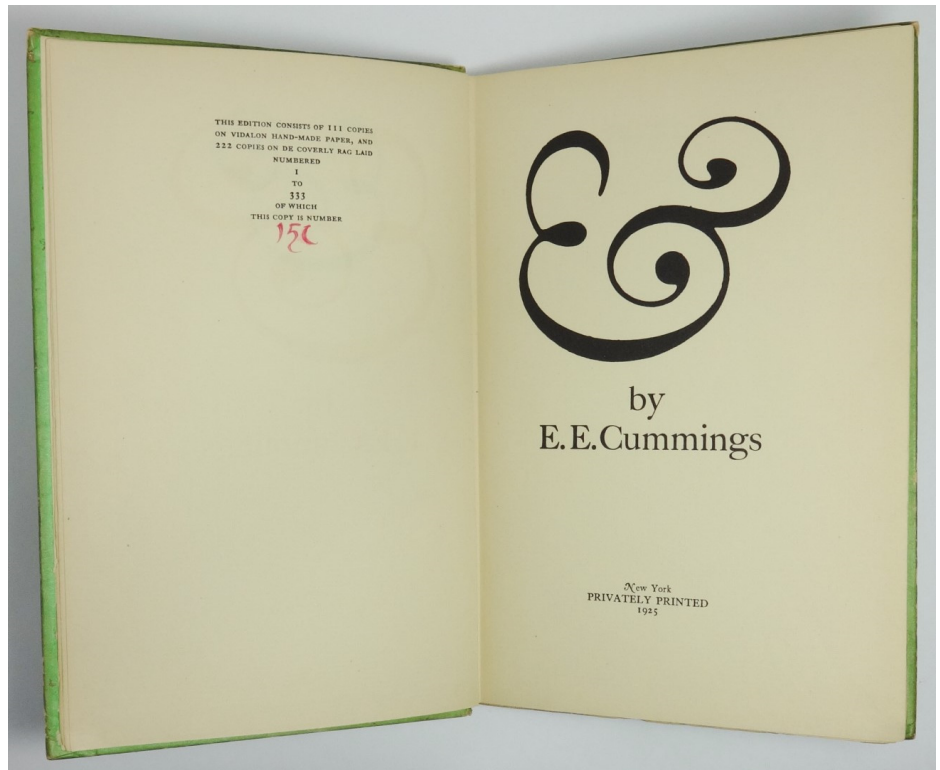 THIS EDITION CONSISTS OF 111 COPIES
ON VIDALON HAND-MADE PAPER, AND
222 COPIES ON DE COVERLY RAG LAID
NUMBERED
1
TO
333
OF WHICH
THIS COPY IS NUMBER
&
by
E. E. Cummings
New York
PRIVATELY PRINTED
1925